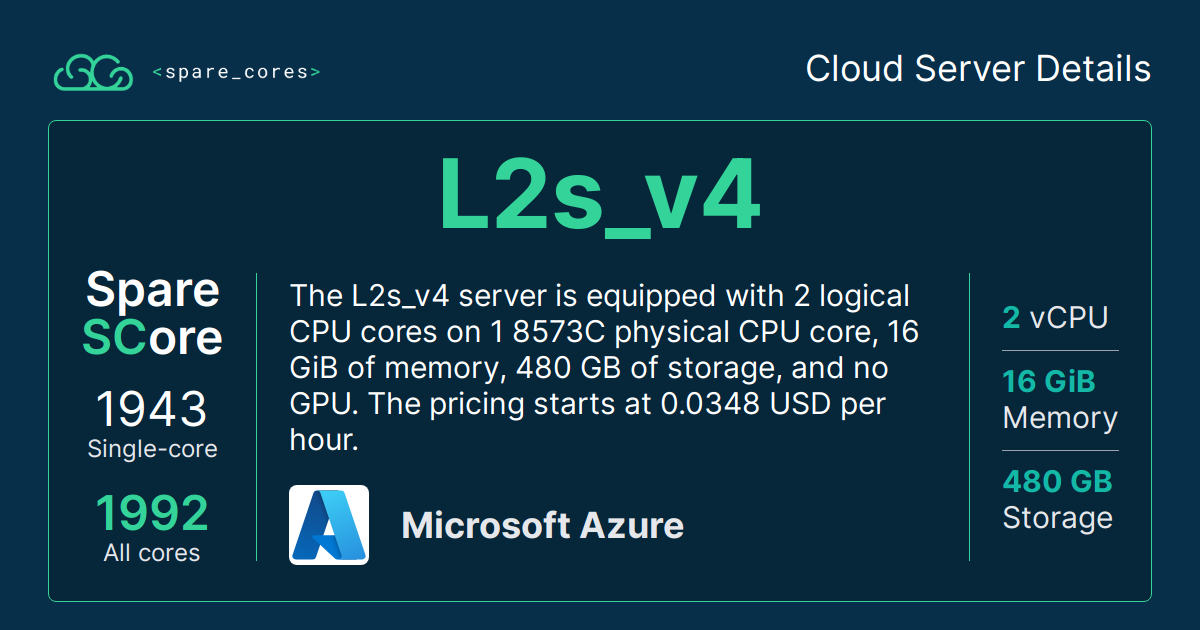 <spare_cores>
Cloud Server Details
L2s_v4
Spare
SCore
1943
Single-core
1992
All cores
The L2s_v4 server is equipped with 2 logical
CPU cores on 1 8573C physical CPU core, 16
GiB of memory, 480 GB of storage, and no
GPU. The pricing starts at 0.0348 USD per
hour.
Microsoft Azure
2 vCPU
16 GiB
Memory
480 GB
Storage